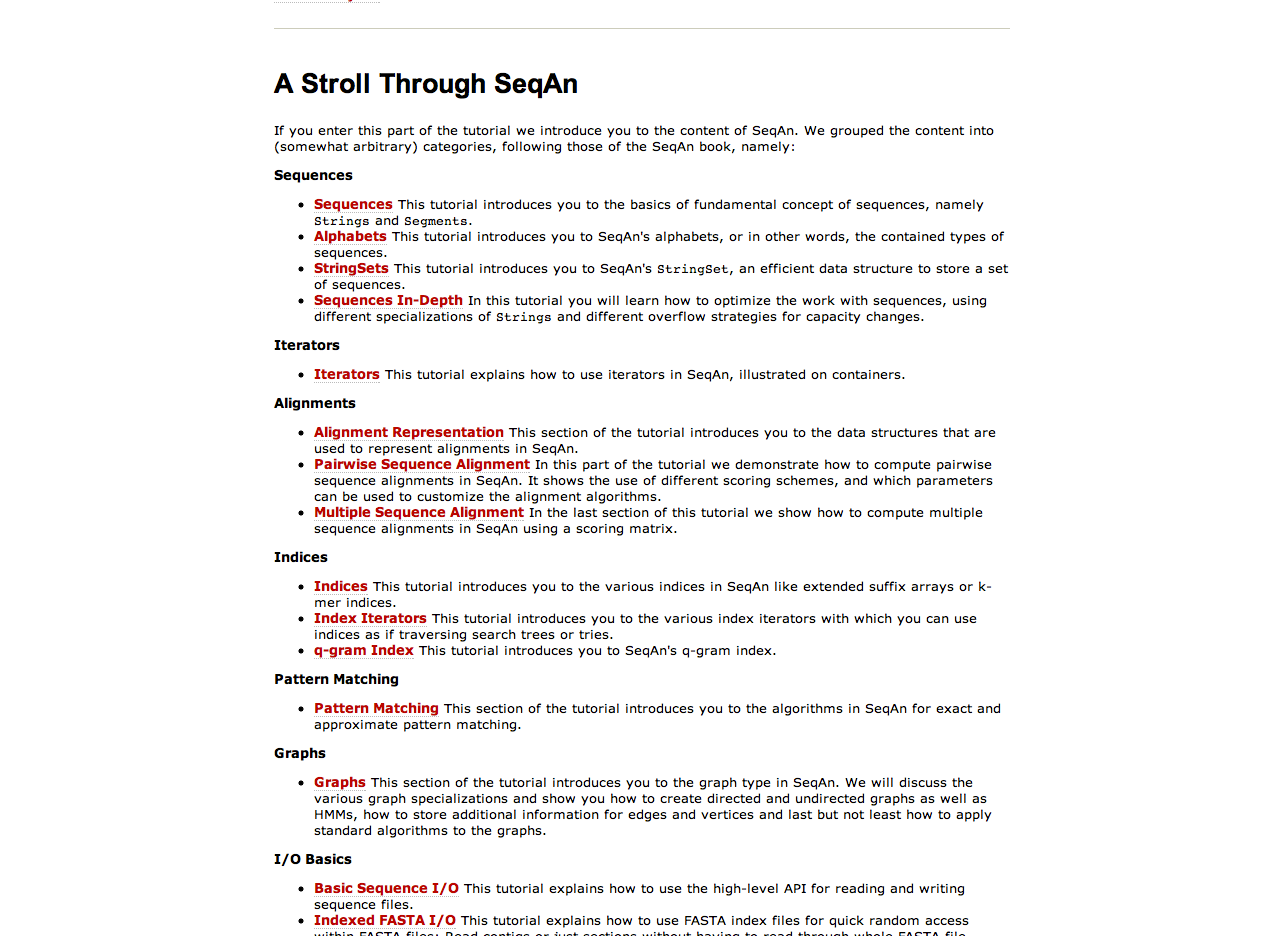 A Stroll Through SeqAn
If you enter this part of the tutorial we introduce you to the content of SeqAn. We grouped the content into
(somewhat arbitrary) categories, following those of the SeqAn book, namely:
Sequences
Sequences This tutorial introduces you to the basics of fundamental concept of sequences, namely
Strings and Segments.
Alphabets This tutorial introduces you to SeqAn's alphabets, or in other words, the contained types of
sequences.
StringSets This tutorial introduces you to SeqAn's StringSet, an efficient data structure to store a set
of sequences.
Sequences In-Depth In this tutorial you will learn how to optimize the work with sequences, using
different specializations of Strings and different overflow strategies for capacity changes.
Iterators
Iterators This tutorial explains how to use iterators in SeqAn, illustrated on containers.
Alignments
Alignment Representation This section of the tutorial introduces you to the data structures that are
used to represent alignments in SeqAn.
Pairwise Sequence Alignment In this part of the tutorial we demonstrate how to compute pairwise
sequence alignments in SeqAn. It shows the use of different scoring schemes, and which parameters
can be used to customize the alignment algorithms.
Multiple Sequence Alignment In the last section of this tutorial we show how to compute multiple
sequence alignments in SeqAn using a scoring matrix.
Indices
Indices This tutorial introduces you to the various indices in SeqAn like extended suffix arrays or k-
mer indices.
Index Iterators This tutorial introduces you to the various index iterators with which you can use
indices as if traversing search trees or tries.
q-gram Index This tutorial introduces you to SeqAn's q-gram index.
Pattern Matching
Pattern Matching This section of the tutorial introduces you to the algorithms in SeqAn for exact and
approximate pattern matching.
Graphs
Graphs This section of the tutorial introduces you to the graph type in SeqAn. We will discuss the
various graph specializations and show you how to create directed and undirected graphs as well as
HMMs, how to store additional information for edges and vertices and last but not least how to apply
standard algorithms to the graphs.
I/O Basics
Basic Sequence I/O This tutorial explains how to use the high-level API for reading and writing
sequence files.
Indexed FASTA I/O This tutorial explains how to use FASTA index files for quick random access
within FASTA files: Read contigs or just sections without having to read through whole FASTA file.